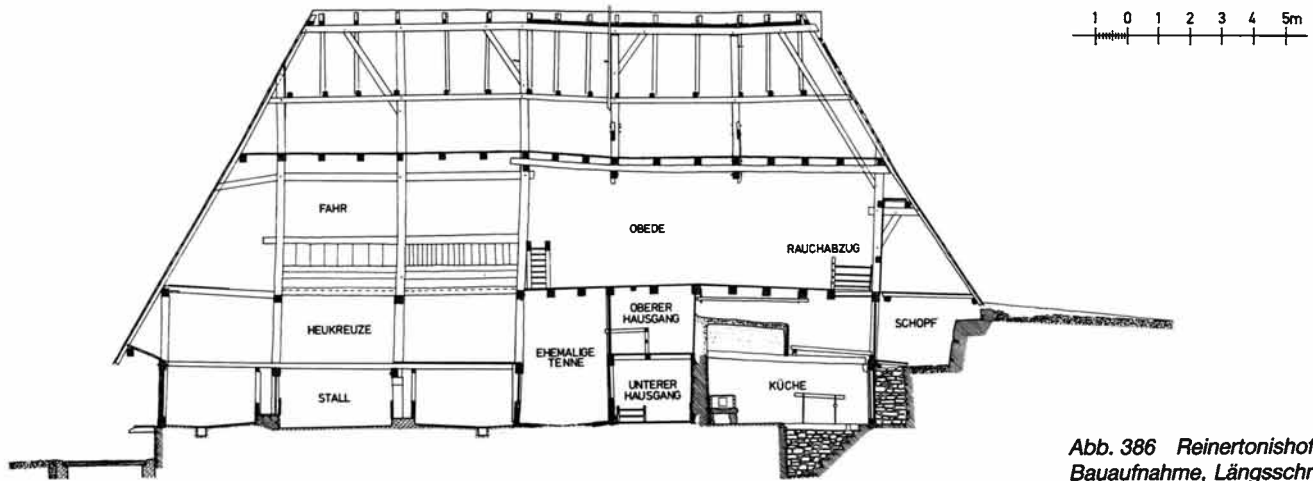 1 0 1 2 3 4 5m
FAHR
OBEDE
RAUCHABZUG
HEUKREUZE
OBERER
HAUSGANG
SCHOPF
EHEMALIGE
TENNE
STALL
UNTERER
HAUSGANG
KÜCHE
Abb. 386 Reinertonishof
Bauaufnahme, Längsschn